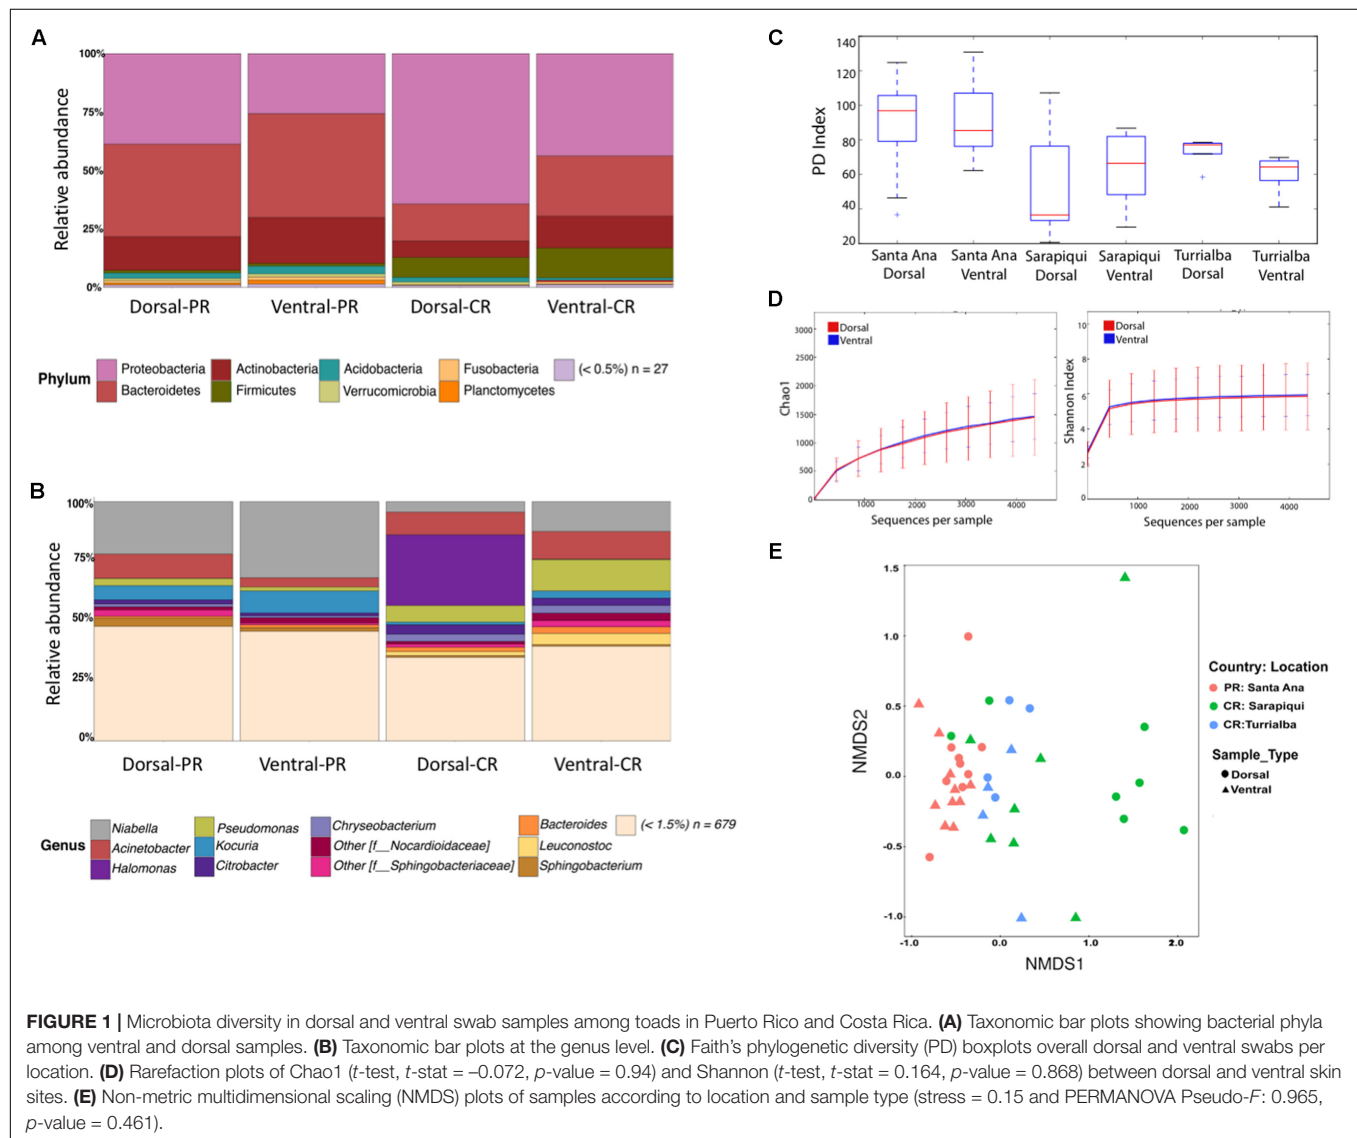 A
100%
75%
50%
25%
0%
Relative abundance
Dorsal-PR Ventral-PR Dorsal-CR Ventral-CR
Phylum
Proteobacteria Actinobacteria Acidobacteria Fusobacteria (< 0.5%) n = 27
Bacteroidetes Firmicutes Verrucomicrobia Planctomycetes
B
100%
75%
50%
25%
0%
Relative abundance
Dorsal-PR Ventral-PR Dorsal-CR Ventral-CR
Genus
Niabella Pseudomonas Chryseobacterium Bacteroides (< 1.5%) n = 679
Acinetobacter Kocuria Other [f__Nocardioidaceae] Leuconostoc
Halomonas Citrobacter Other [f__Sphingobacteriaceae] Sphingobacterium
C
140
120
100
80
60
40
20
PD Index
Santa Ana Santa Ana Sarapiqui Sarapiqui Turrialba Turrialba
Dorsal Ventral Dorsal Ventral Dorsal Ventral
D
3000
2500
2000
1500
1000
500
0
Chao1
Dorsal
Ventral
1000 2000 3000 4000
Sequences per sample
10
8
6
4
2
0
Shannon Index
Dorsal
Ventral
1000 2000 3000 4000
Sequences per sample
E
1.5
1.0
0.5
0.0
-0.5
-1.0
NMDS2
-1.0 0.0 1.0 2.0
NMDS1
Country: Location
PR: Santa Ana
CR: Sarapiqui
CR:Turrialba
Sample_Type
Dorsal
Ventral
FIGURE 1 | Microbiota diversity in dorsal and ventral swab samples among toads in Puerto Rico and Costa Rica. (A) Taxonomic bar plots showing bacterial phyla
among ventral and dorsal samples. (B) Taxonomic bar plots at the genus level. (C) Faith's phylogenetic diversity (PD) boxplots overall dorsal and ventral swabs per
location. (D) Rarefaction plots of Chao1 (t-test, t-stat = –0.072, p-value = 0.94) and Shannon (t-test, t-stat = 0.164, p-value = 0.868) between dorsal and ventral skin
sites. (E) Non-metric multidimensional scaling (NMDS) plots of samples according to location and sample type (stress = 0.15 and PERMANOVA Pseudo-F: 0.965,
p-value = 0.461).